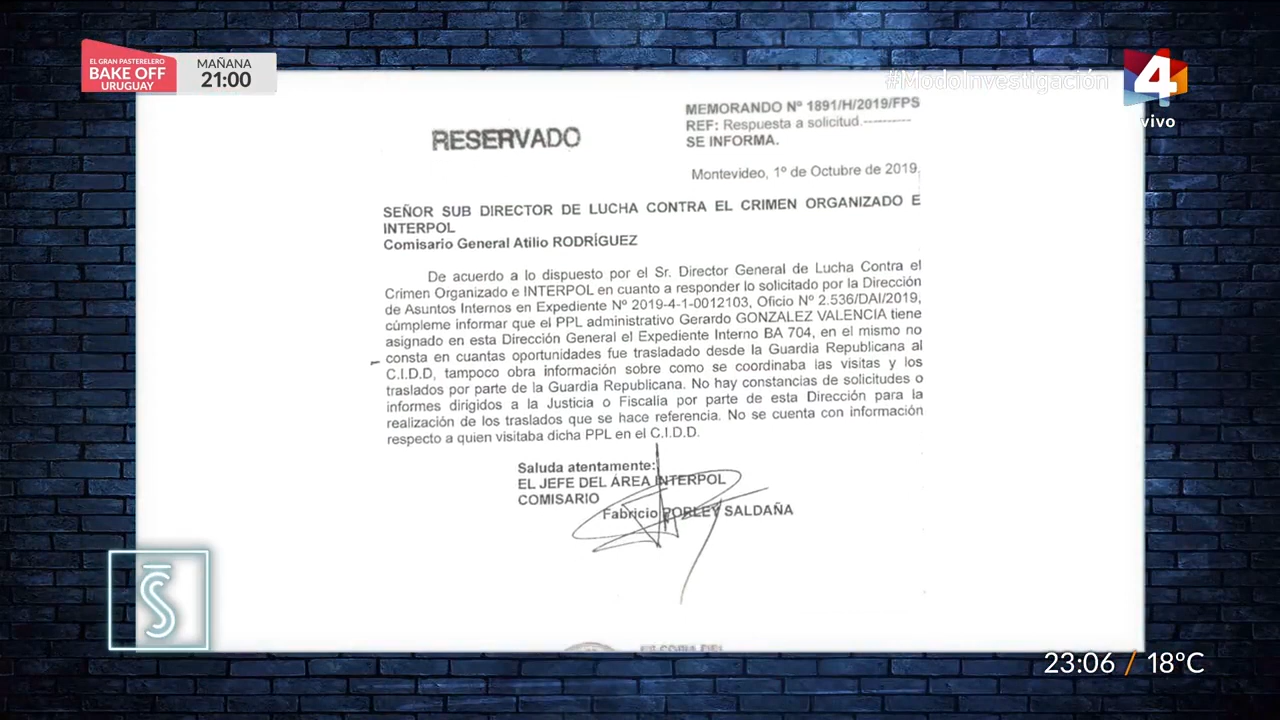 EL GRAN PASTERELERO
BAKE OFF
URUGUAY
MAÑANA
21:00
#ModoInvestigación
4
vivo
RESERVADO
MEMORANDO Nº 1891/H/2019/FPS
REF: Respuesta a solicitud.----------
SE INFORMA.
Montevideo, 1º de Octubre de 2019.
SEÑOR SUB DIRECTOR DE LUCHA CONTRA EL CRIMEN ORGANIZADO E
INTERPOL
Comisario General Atilio RODRÍGUEZ
De acuerdo a lo dispuesto por el Sr. Director General de Lucha Contra el
Crimen Organizado e INTERPOL en cuanto a responder lo solicitado por la Dirección
de Asuntos Internos en Expediente Nº 2019-4-1-0012103, Oficio Nº 2.536/DAI/2019,
cúmpleme informar que el PPL administrativo Gerardo GONZALEZ VALENCIA tiene
asignado en esta Dirección General el Expediente Interno BA 704, en el mismo no
consta en cuantas oportunidades fue trasladado desde la Guardia Republicana al
C.I.D.D, tampoco obra información sobre como se coordinaba las visitas y los
traslados por parte de la Guardia Republicana. No hay constancias de solicitudes o
informes dirigidos a la Justicia o Fiscalia por parte de esta Dirección para la
realización de los traslados que se hace referencia. No se cuenta con información
respecto a quien visitaba dicha PPL en el C.I.D.D.
Saluda atentamente:
EL JEFE DEL ÁREA INTERPOL
COMISARIO
Fabricio SALDAÑA
23:06 / 18°C